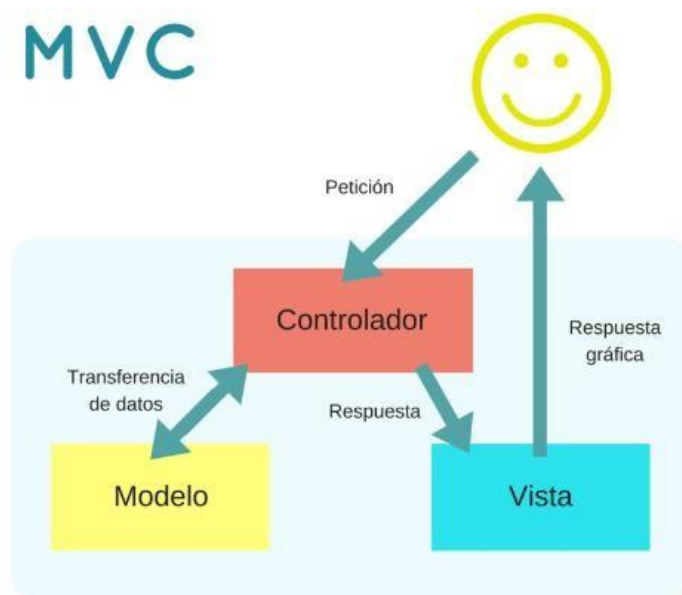 MVC
Petición
Controlador
Respuesta
gráfica
Transferencia
de datos
Respuesta
Modelo
Vista